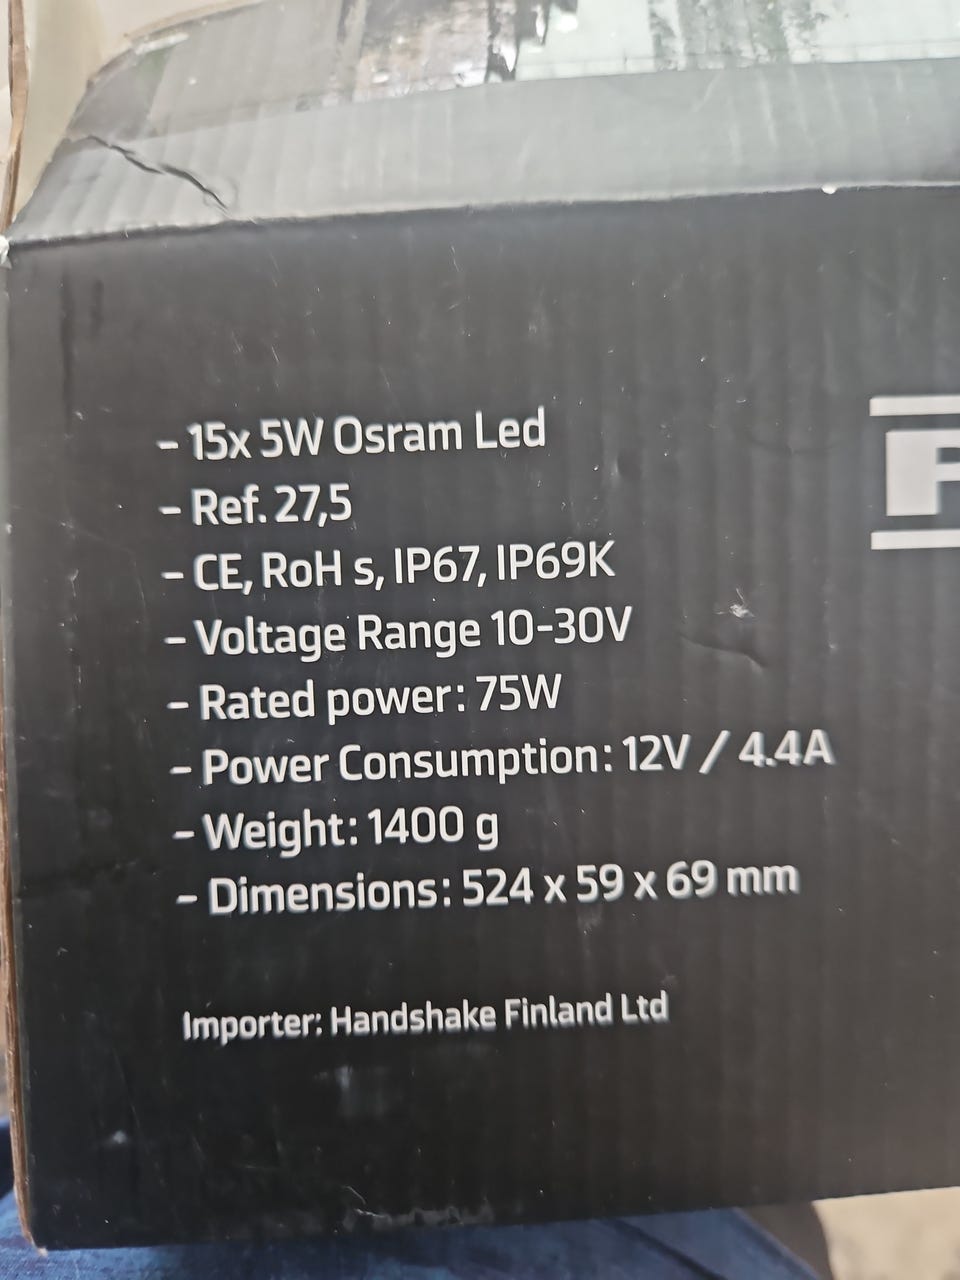 - 15x 5W Osram Led
- Ref. 27,5
- CE, RoH s, IP67, IP69K
- Voltage Range 10-30V
- Rated power: 75W
- Power Consumption: 12V / 4.4A
- Weight: 1400 g
- Dimensions: 524 x 59 x 69 mm
Importer: Handshake Finland Ltd